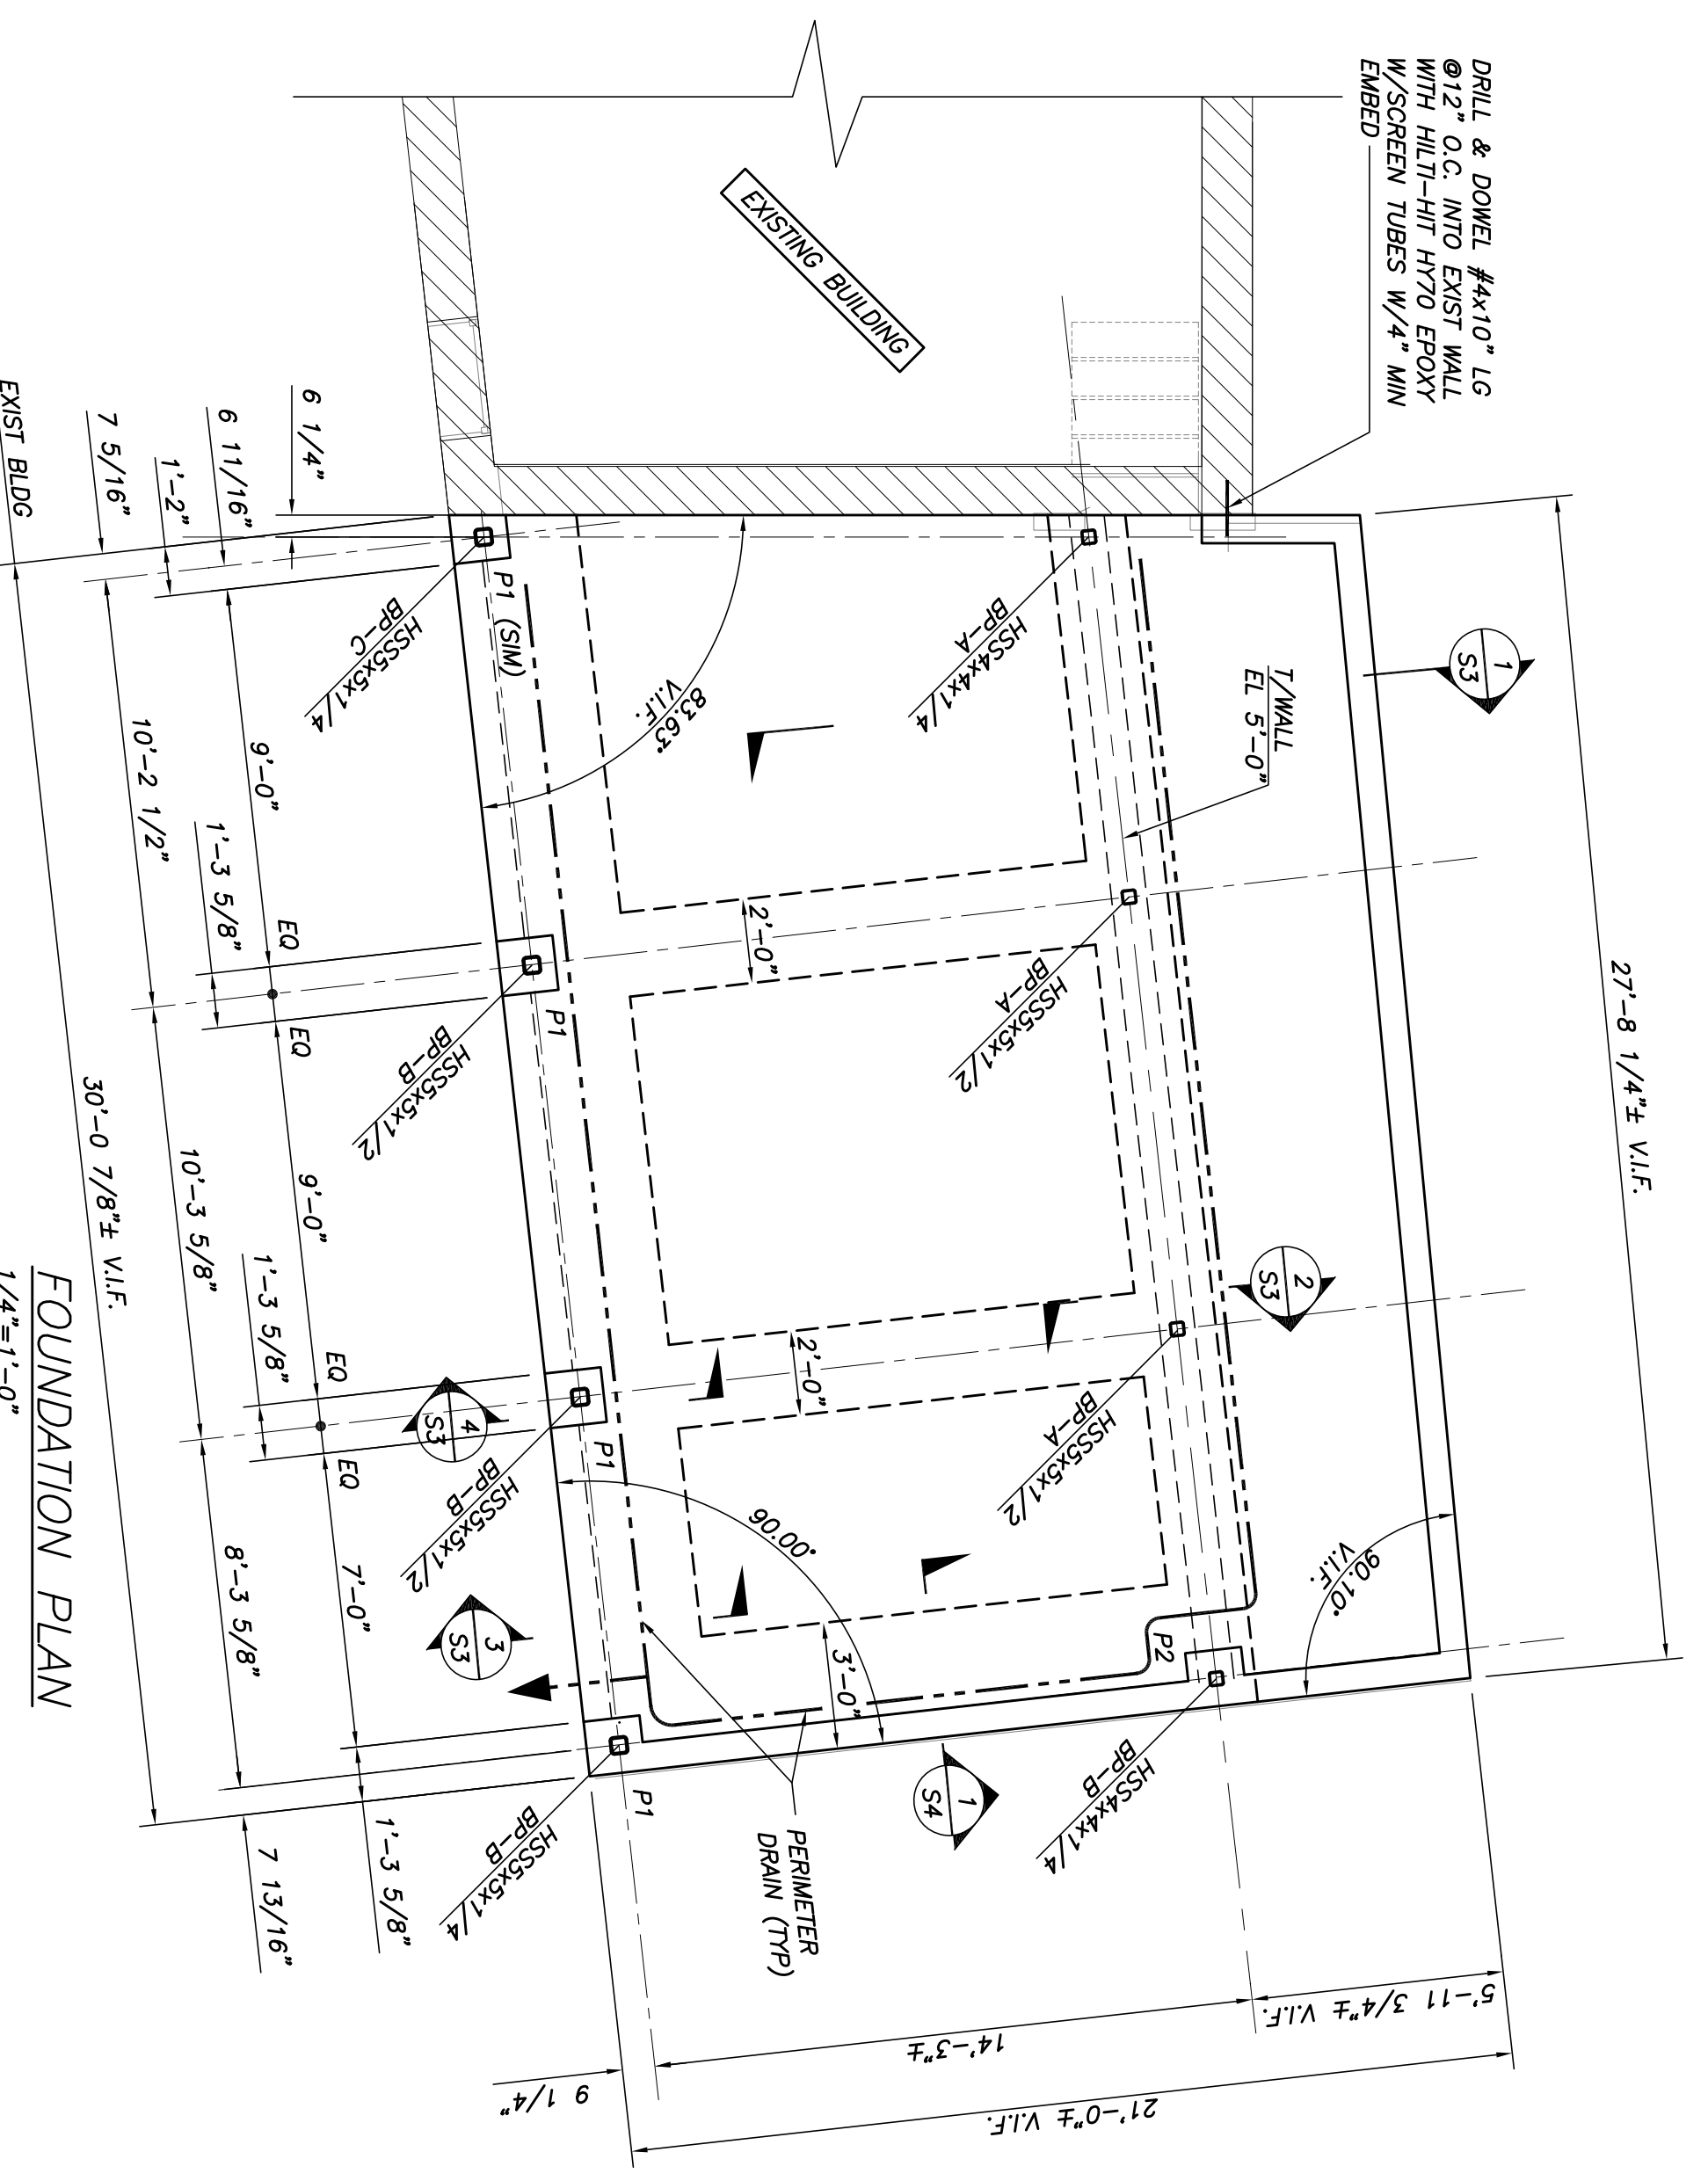 DRILL & DOWEL #4x10" LG
@12" O.C. INTO EXIST WALL
WITH HILTI-HIT HY70 EPOXY
W/SCREEN TUBES W/4" MIN
EMBED
EXISTING BUILDING
27'-8 1/4"± V.I.F.
1
S3
T/WALL
EL 5'-0"
2
S3
90.10°
V.I.F.
HSS4x4x1/4
BP-A
HSS5x5x1/2
BP-A
HSS5x5x1/2
BP-A
HSS4x4x1/4
BP-B
P2
83.63°
V.I.F.
2'-0"
2'-0"
3'-0"
90.00°
1
S4
PERIMETER
DRAIN (TYP)
P1 (SIM)
HSS5x5x1/4
BP-C
P1
HSS5x5x1/2
BP-B
P1
HSS5x5x1/2
BP-B
P1
HSS5x5x1/4
BP-B
4
S3
3
S3
6 1/4"
6 11/16"
1'-2"
7 5/16"
9'-0"
EQ
EQ
1'-3 5/8"
9'-0"
EQ
EQ
1'-3 5/8"
7'-0"
1'-3 5/8"
10'-2 1/2"
10'-3 5/8"
8'-3 5/8"
7 13/16"
EXIST BLDG
30'-0 7/8"± V.I.F.
5'-11 3/4"± V.I.F.
14'-3"±
9 1/4"
21'-0"± V.I.F.
FOUNDATION PLAN
1/4"=1'-0"